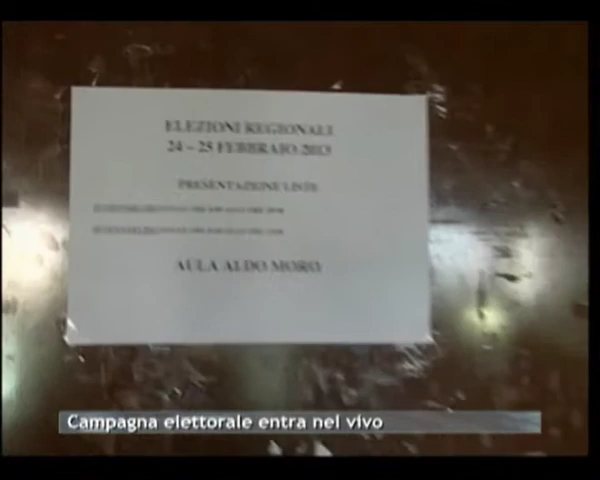 ELEZIONI REGIONALI
24 - 25 FEBBRAIO 2013
PRESENTAZIONE LISTE
AULA ALDO MORO
Campagna elettorale entra nel vivo